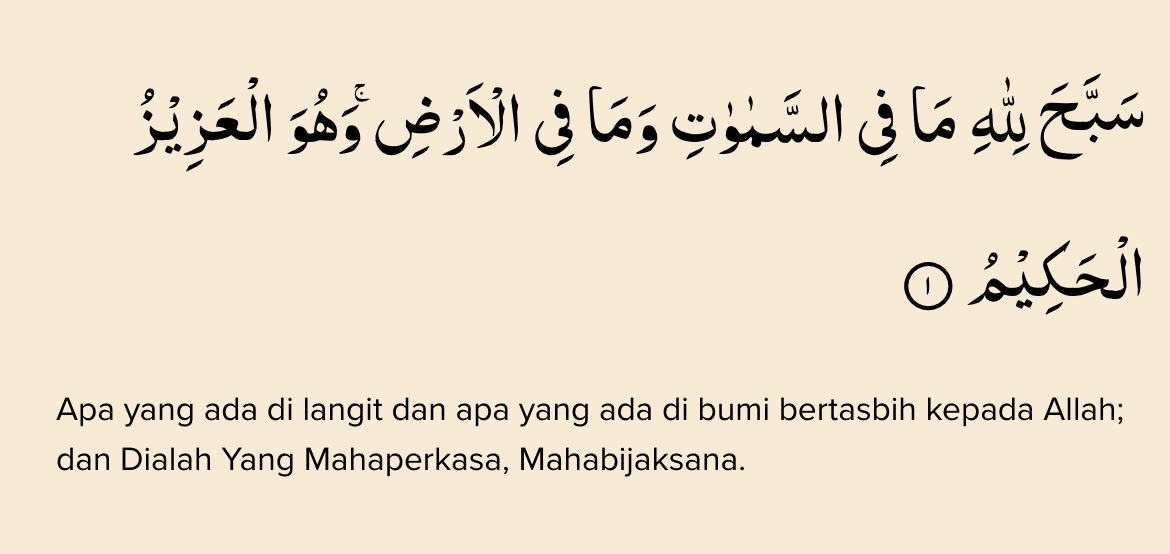 سَبَّحَ لِلّٰهِ مَا فِى السَّمٰوٰتِ وَمَا فِى الْاَرْضِۚ وَهُوَ الْعَزِيْزُ
الْحَكِيْمُ ١
Apa yang ada di langit dan apa yang ada di bumi bertasbih kepada Allah;
dan Dialah Yang Mahaperkasa, Mahabijaksana.